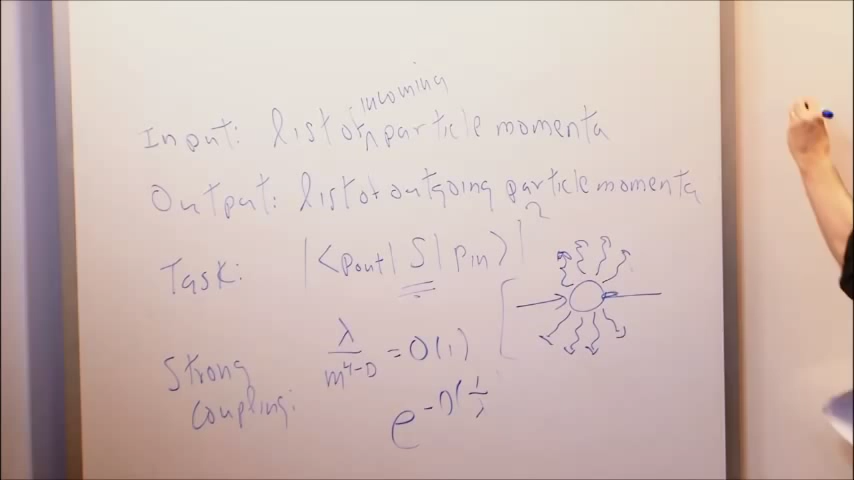 incoming
Input: list of ∧ particle momenta
Output: list of outgoing particle momenta
Task: |<pout| S | pin>|²
Strong coupling: λ/m^4-D = O(1)
e^-O(1/λ)